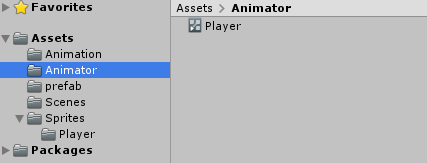 Favorites
Assets
Animation
Animator
prefab
Scenes
Sprites
Player
Packages
Assets > Animator
Player